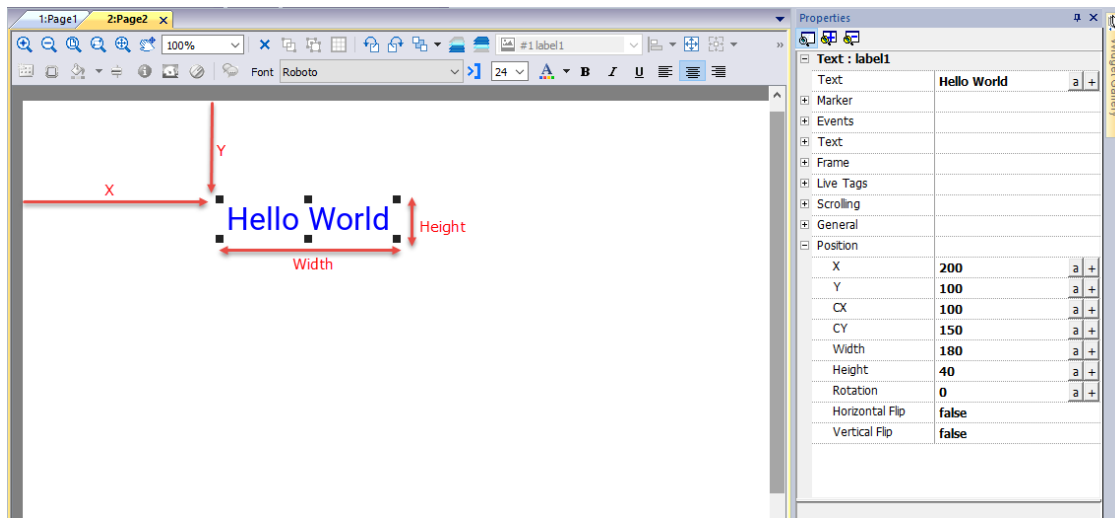 1:Page1 2:Page2 Properties
100% #1 label1
Font Roboto 24 A B I U
Text : label1
Text Hello World a +
Marker
Events
Text
Frame
Live Tags
Scrolling
General
Position
X 200 a +
Y 100 a +
CX 100 a +
CY 150 a +
Width 180 a +
Height 40 a +
Rotation 0 a +
Horizontal Flip false
Vertical Flip false
Y
X
Hello World
Height
Width
Widget Gallery